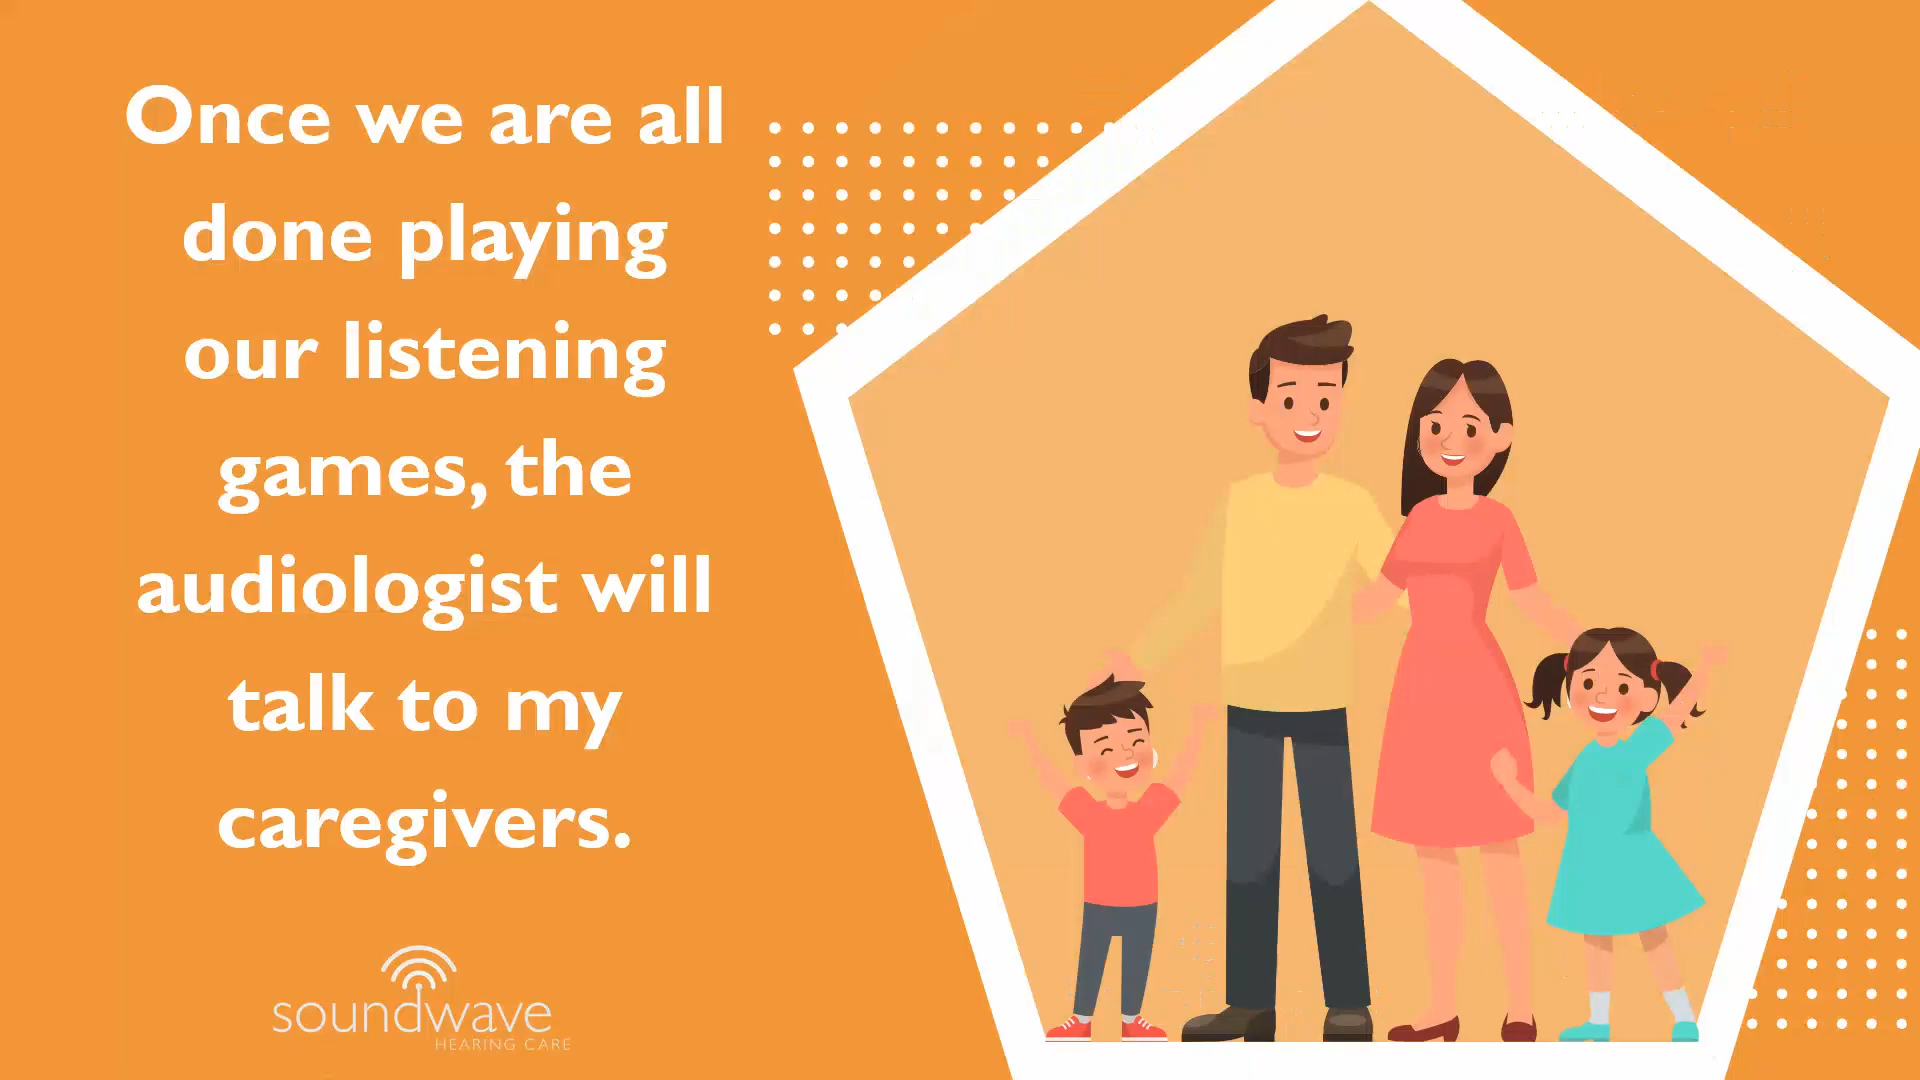 Once we are all
done playing
our listening
games, the
audiologist will
talk to my
caregivers.
soundwave
HEARING CARE